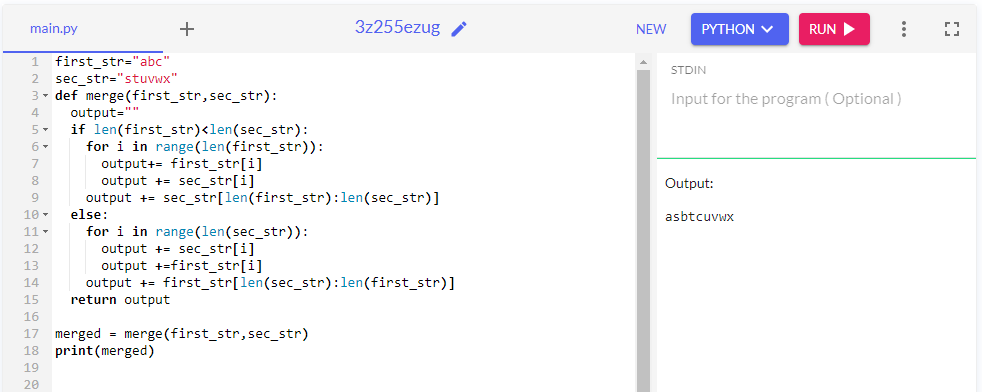 main.py + 3z255ezug NEW PYTHON RUN
1 first_str="abc"
2 sec_str="stuvwx"
3 def merge(first_str,sec_str):
4   output=""
5   if len(first_str)<len(sec_str):
6     for i in range(len(first_str)):
7       output+= first_str[i]
8       output += sec_str[i]
9     output += sec_str[len(first_str):len(sec_str)]
10   else:
11     for i in range(len(sec_str)):
12       output += sec_str[i]
13       output +=first_str[i]
14     output += first_str[len(sec_str):len(first_str)]
15   return output
16
17 merged = merge(first_str,sec_str)
18 print(merged)
19
20
STDIN
Input for the program ( Optional )
Output:
asbtcuvwx